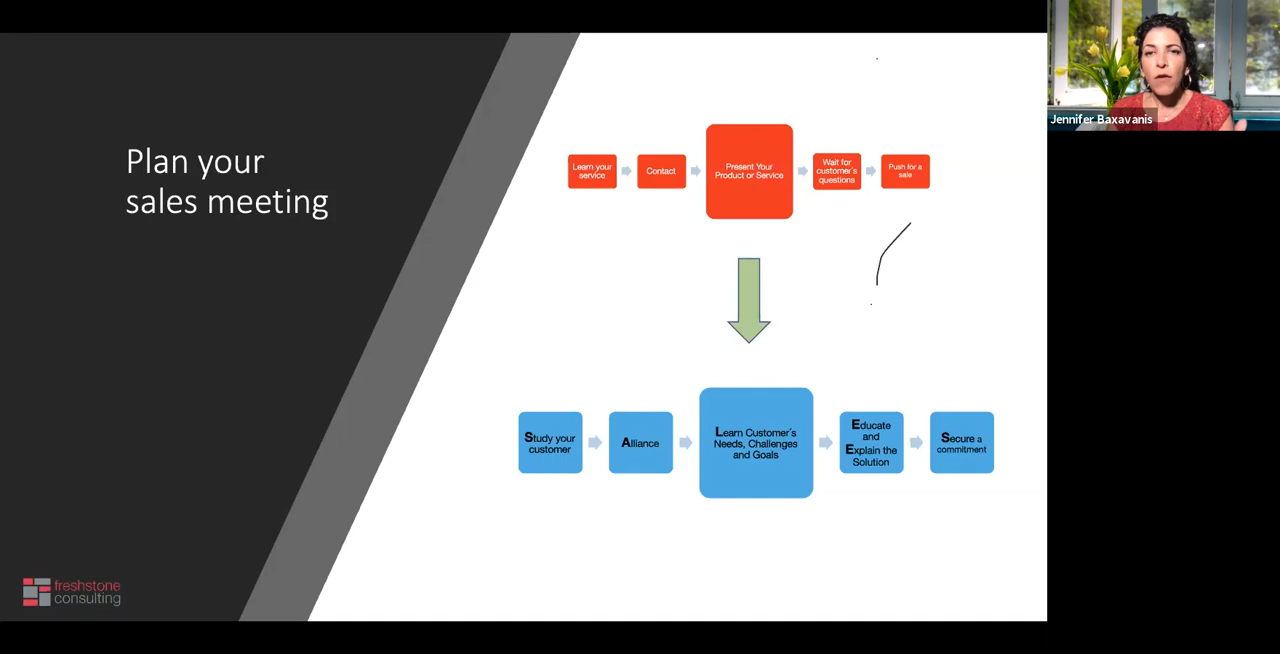 Plan your
sales meeting
Learn your
service
Contact
Present Your
Product or Service
Wait for
customer's
questions
Push for a
sale
Study your
customer
Alliance
Learn Customer's
Needs, Challenges
and Goals
Educate
and
Explain the
Solution
Secure a
commitment
freshstone
consulting
Jennifer Baxavanis